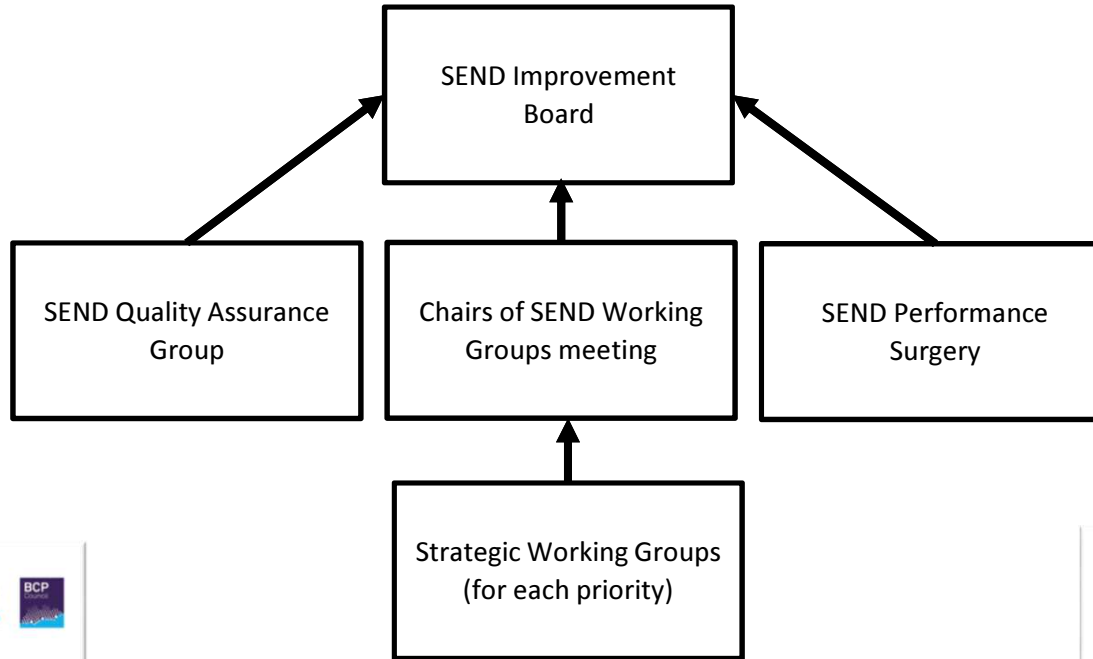 SEND Improvement
Board
SEND Quality Assurance
Group
Chairs of SEND Working
Groups meeting
SEND Performance
Surgery
Strategic Working Groups
(for each priority)
BCP
Council